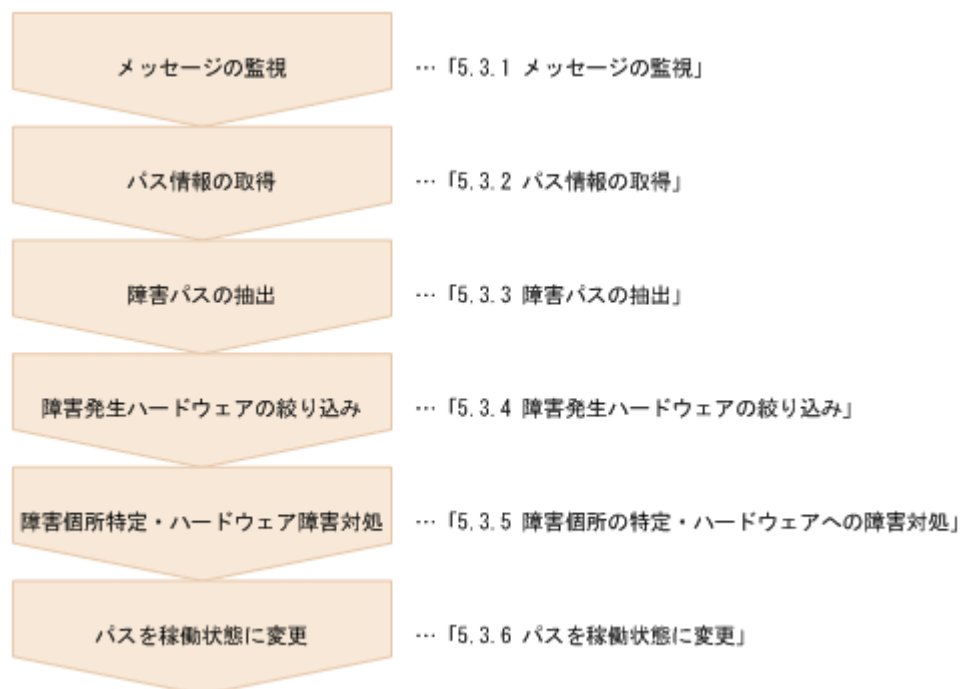 メッセージの監視 …「5.3.1 メッセージの監視」
パス情報の取得 …「5.3.2 パス情報の取得」
障害パスの抽出 …「5.3.3 障害パスの抽出」
障害発生ハードウェアの絞り込み …「5.3.4 障害発生ハードウェアの絞り込み」
障害個所特定・ハードウェア障害対処 …「5.3.5 障害個所の特定・ハードウェアへの障害対処」
パスを稼働状態に変更 …「5.3.6 パスを稼働状態に変更」